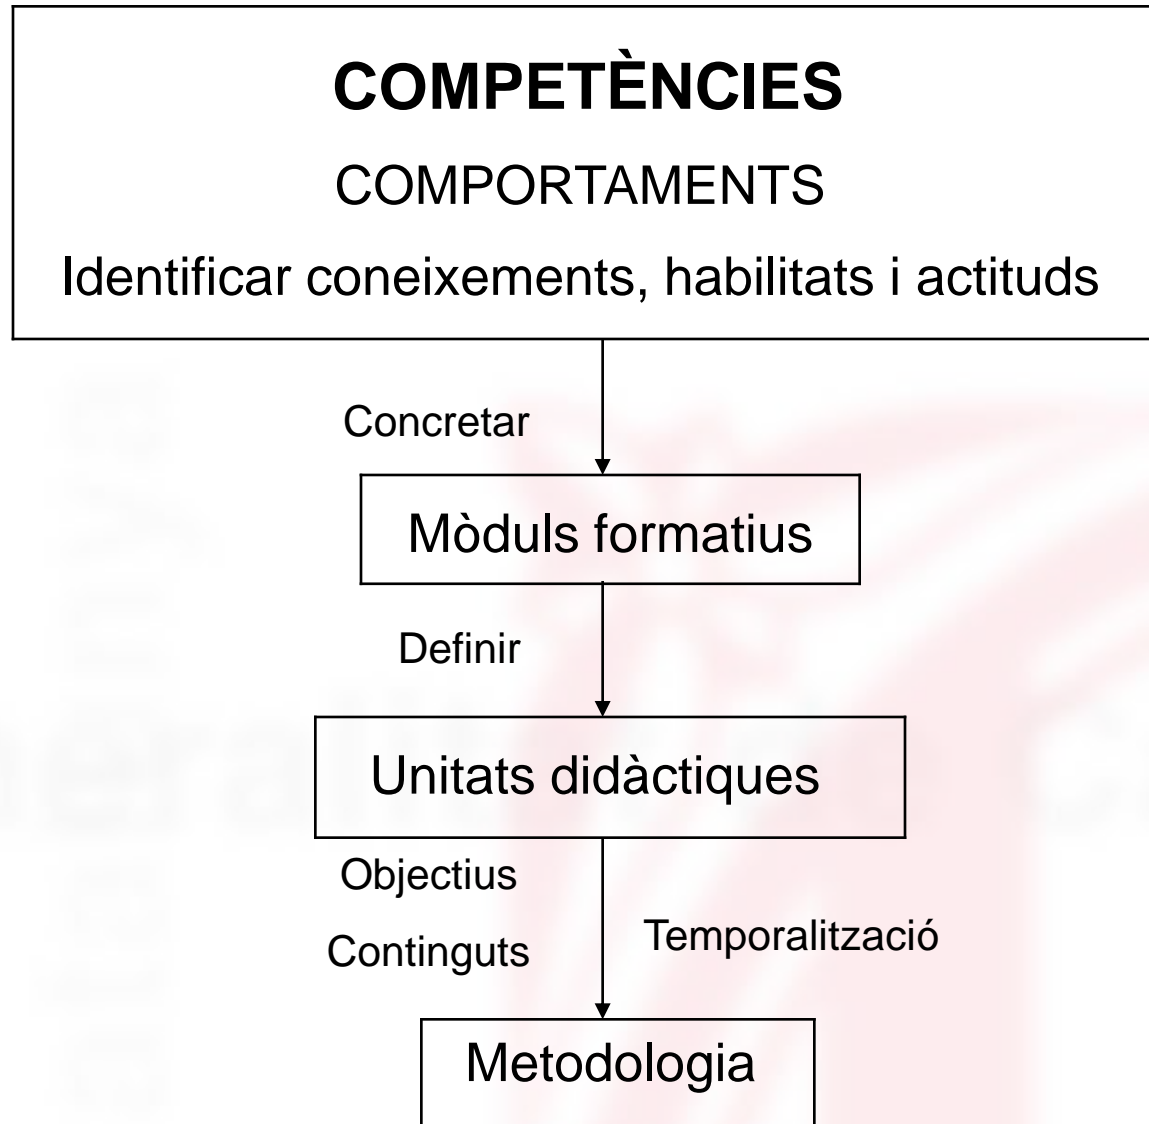 COMPETÈNCIES
COMPORTAMENTS
Identificar coneixements, habilitats i actituds
Concretar
Mòduls formatius
Definir
Unitats didàctiques
Objectius
Temporalització
Continguts
Metodologia